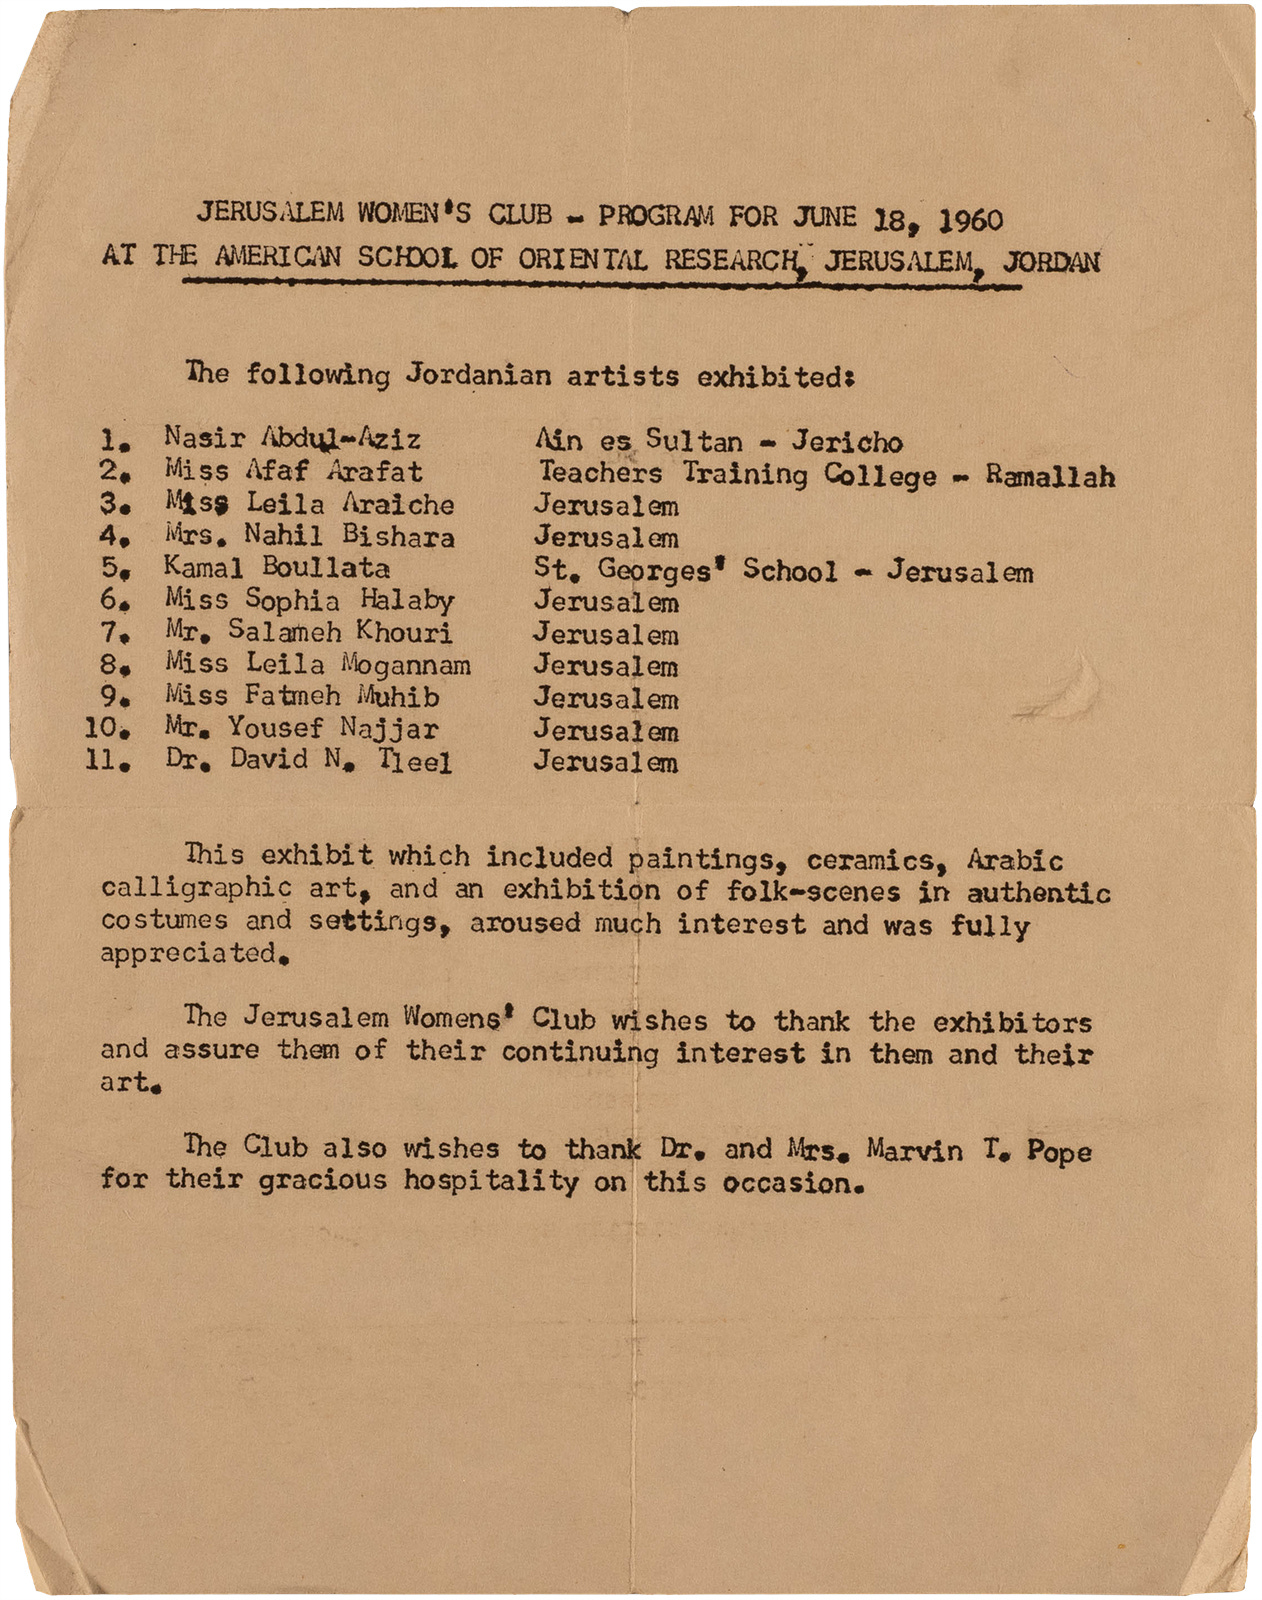 JERUSALEM WOMEN'S CLUB - PROGRAM FOR JUNE 18, 1960
AT THE AMERICAN SCHOOL OF ORIENTAL RESEARCH, JERUSALEM, JORDAN
The following Jordanian artists exhibited:
1. Nasir Abdul-Aziz Ain es Sultan - Jericho
2. Miss Afaf Arafat Teachers Training College - Ramallah
3. Miss Leila Araiche Jerusalem
4. Mrs. Nahil Bishara Jerusalem
5. Kamal Boullata St. Georges' School - Jerusalem
6. Miss Sophia Halaby Jerusalem
7. Mr. Salameh Khouri Jerusalem
8. Miss Leila Mogannam Jerusalem
9. Miss Fatmeh Muhib Jerusalem
10. Mr. Yousef Najjar Jerusalem
11. Dr. David N. Tleel Jerusalem
This exhibit which included paintings, ceramics, Arabic
calligraphic art, and an exhibition of folk-scenes in authentic
costumes and settings, aroused much interest and was fully
appreciated.
The Jerusalem Womens' Club wishes to thank the exhibitors
and assure them of their continuing interest in them and their
art.
The Club also wishes to thank Dr. and Mrs. Marvin T. Pope
for their gracious hospitality on this occasion.